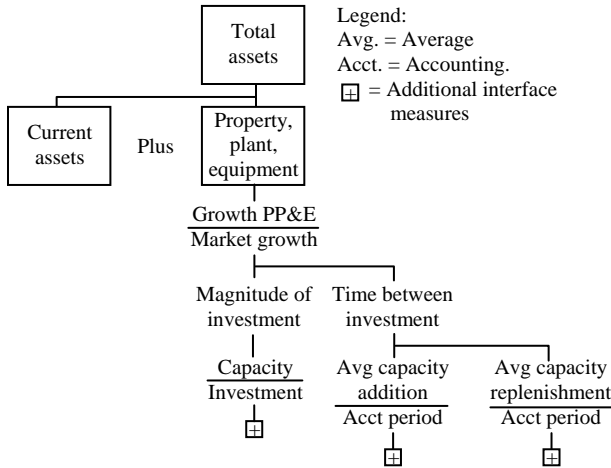 Total
assets
Legend:
Avg. = Average
Acct. = Accounting.
+ = Additional interface
measures
Current
assets
Plus
Property,
plant,
equipment
Growth PP&E
Market growth
Magnitude of
investment
Time between
investment
Capacity
Investment
+
Avg capacity
addition
Acct period
+
Avg capacity
replenishment
Acct period
+